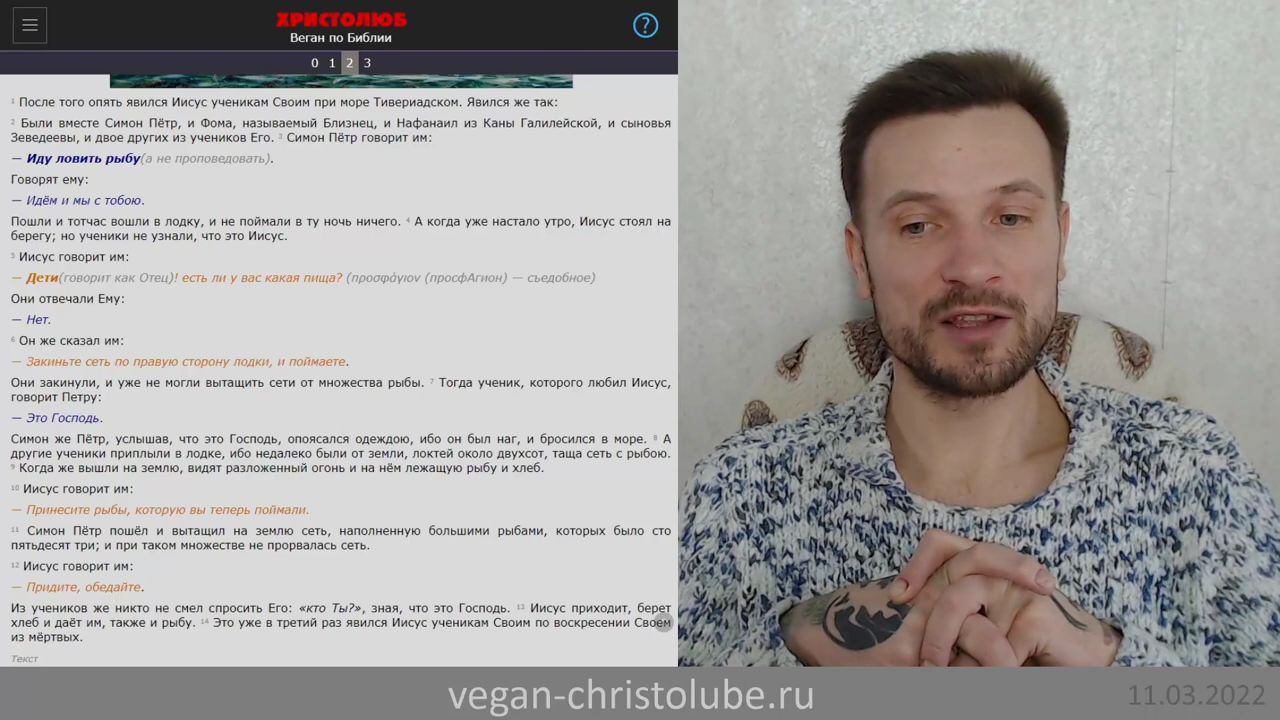 ХРИСТОЛЮБ
Веган по Библии
?
0 1 2 3
1 После того опять явился Иисус ученикам Своим при море Тивериадском. Явился же так:
2 Были вместе Симон Пётр, и Фома, называемый Близнец, и Нафанаил из Каны Галилейской, и сыновья
Зеведеевы, и двое других из учеников Его. 3 Симон Пётр говорит им:
— Иду ловить рыбу(а не проповедовать).
Говорят ему:
— Идём и мы с тобою.
Пошли и тотчас вошли в лодку, и не поймали в ту ночь ничего. 4 А когда уже настало утро, Иисус стоял на
берегу; но ученики не узнали, что это Иисус.
5 Иисус говорит им:
— Дети(говорит как Отец)! есть ли у вас какая пища? (προσφάγιον (просфАгион) — съедобное)
Они отвечали Ему:
— Нет.
6 Он же сказал им:
— Закиньте сеть по правую сторону лодки, и поймаете.
Они закинули, и уже не могли вытащить сети от множества рыбы. 7 Тогда ученик, которого любил Иисус,
говорит Петру:
— Это Господь.
Симон же Пётр, услышав, что это Господь, опоясался одеждою, ибо он был наг, и бросился в море. 8 А
другие ученики приплыли в лодке, ибо недалеко были от земли, локтей около двухсот, таща сеть с рыбою.
9 Когда же вышли на землю, видят разложенный огонь и на нём лежащую рыбу и хлеб.
10 Иисус говорит им:
— Принесите рыбы, которую вы теперь поймали.
11 Симон Пётр пошёл и вытащил на землю сеть, наполненную большими рыбами, которых было сто
пятьдесят три; и при таком множестве не прорвалась сеть.
12 Иисус говорит им:
— Придите, обедайте.
Из учеников же никто не смел спросить Его: «кто Ты?», зная, что это Господь. 13 Иисус приходит, берет
хлеб и даёт им, также и рыбу. 14 Это уже в третий раз явился Иисус ученикам Своим по воскресении Своём
из мёртвых.
Текст
vegan-christolube.ru
11.03.2022